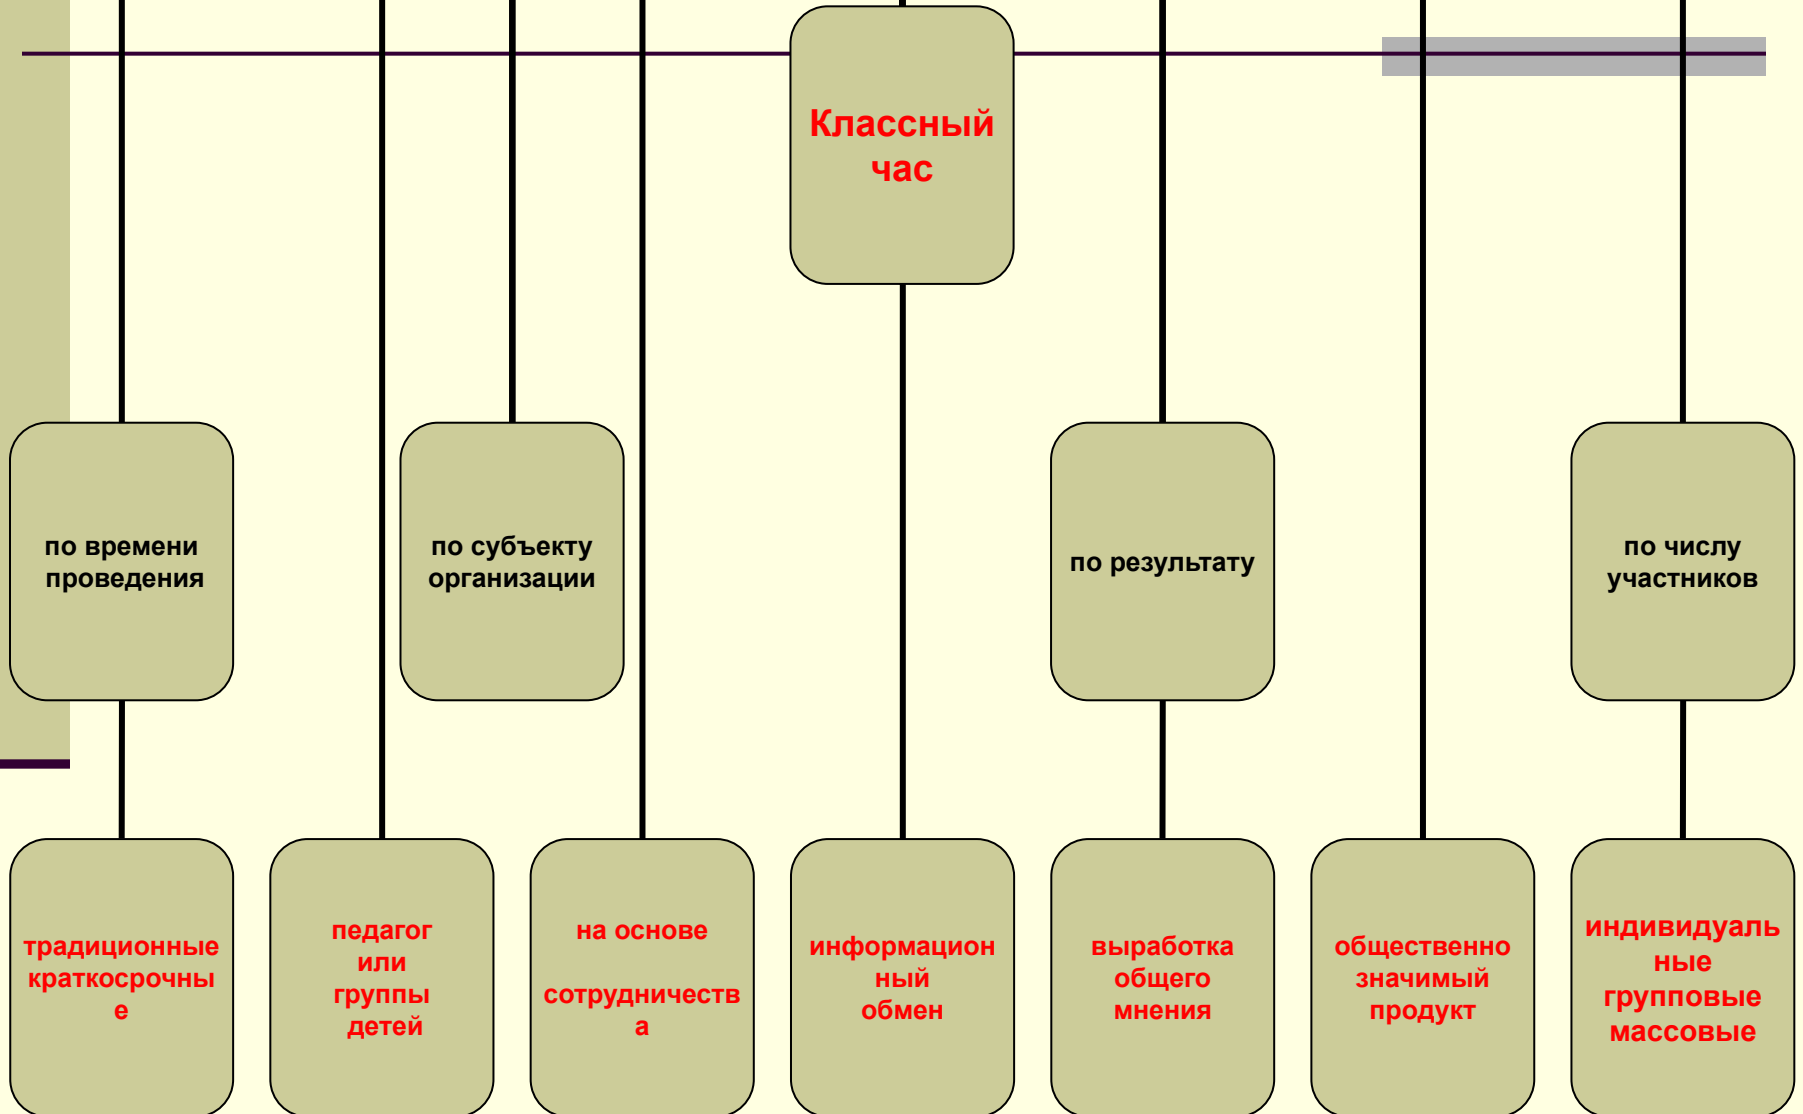 Классный
час
по времени
проведения
по субъекту
организации
по результату
по числу
участников
традиционные
краткосрочны
е
педагог
или
группы
детей
на основе
сотрудничеств
а
информацион
ный
обмен
выработка
общего
мнения
общественно
значимый
продукт
индивидуаль
ные
групповые
массовые